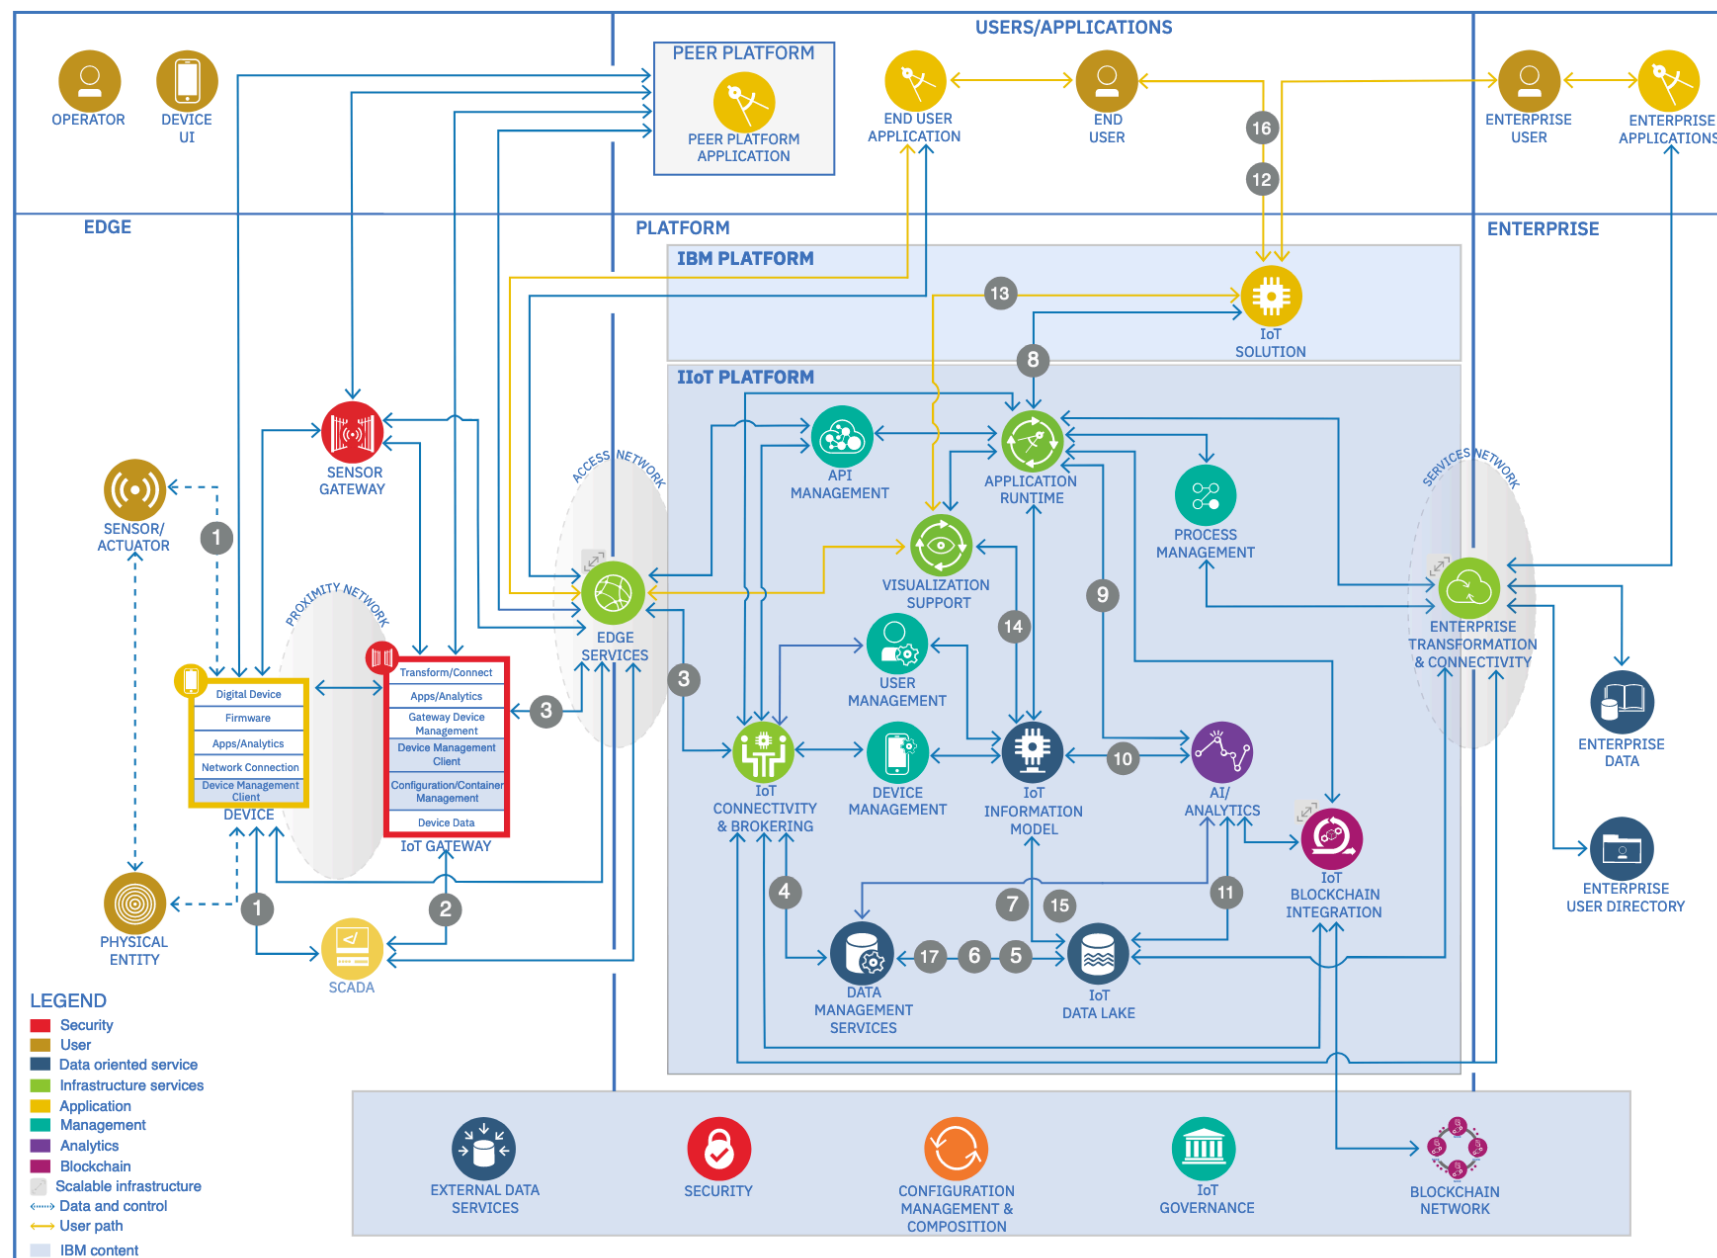 USERS/APPLICATIONS
OPERATOR
DEVICE
UI
PEER PLATFORM
PEER PLATFORM
APPLICATION
END USER
APPLICATION
END
USER
ENTERPRISE
USER
ENTERPRISE
APPLICATIONS
16
12
EDGE
PLATFORM
ENTERPRISE
IBM PLATFORM
13
IoT
SOLUTION
8
IIoT PLATFORM
SENSOR
GATEWAY
ACCESS NETWORK
API
MANAGEMENT
APPLICATION
RUNTIME
SERVICES NETWORK
SENSOR/
ACTUATOR
1
PROCESS
MANAGEMENT
VISUALIZATION
SUPPORT
PROXIMITY NETWORK
9
14
EDGE
SERVICES
ENTERPRISE
TRANSFORMATION
& CONNECTIVITY
USER
MANAGEMENT
3
3
Digital Device
Firmware
Apps/Analytics
Network Connection
Device Management
Client
DEVICE
Transform/Connect
Apps/Analytics
Gateway Device
Management
Device Management
Client
Configuration/Container
Management
Device Data
IoT GATEWAY
IoT
CONNECTIVITY
& BROKERING
DEVICE
MANAGEMENT
IoT
INFORMATION
MODEL
10
AI/
ANALYTICS
ENTERPRISE
DATA
IoT
BLOCKCHAIN
INTEGRATION
ENTERPRISE
USER DIRECTORY
1
2
4
7
15
11
PHYSICAL
ENTITY
SCADA
17
6
5
DATA
MANAGEMENT
SERVICES
IoT
DATA LAKE
LEGEND
Security
User
Data oriented service
Infrastructure services
Application
Management
Analytics
Blockchain
Scalable infrastructure
Data and control
User path
IBM content
EXTERNAL DATA
SERVICES
SECURITY
CONFIGURATION
MANAGEMENT &
COMPOSITION
IoT
GOVERNANCE
BLOCKCHAIN
NETWORK